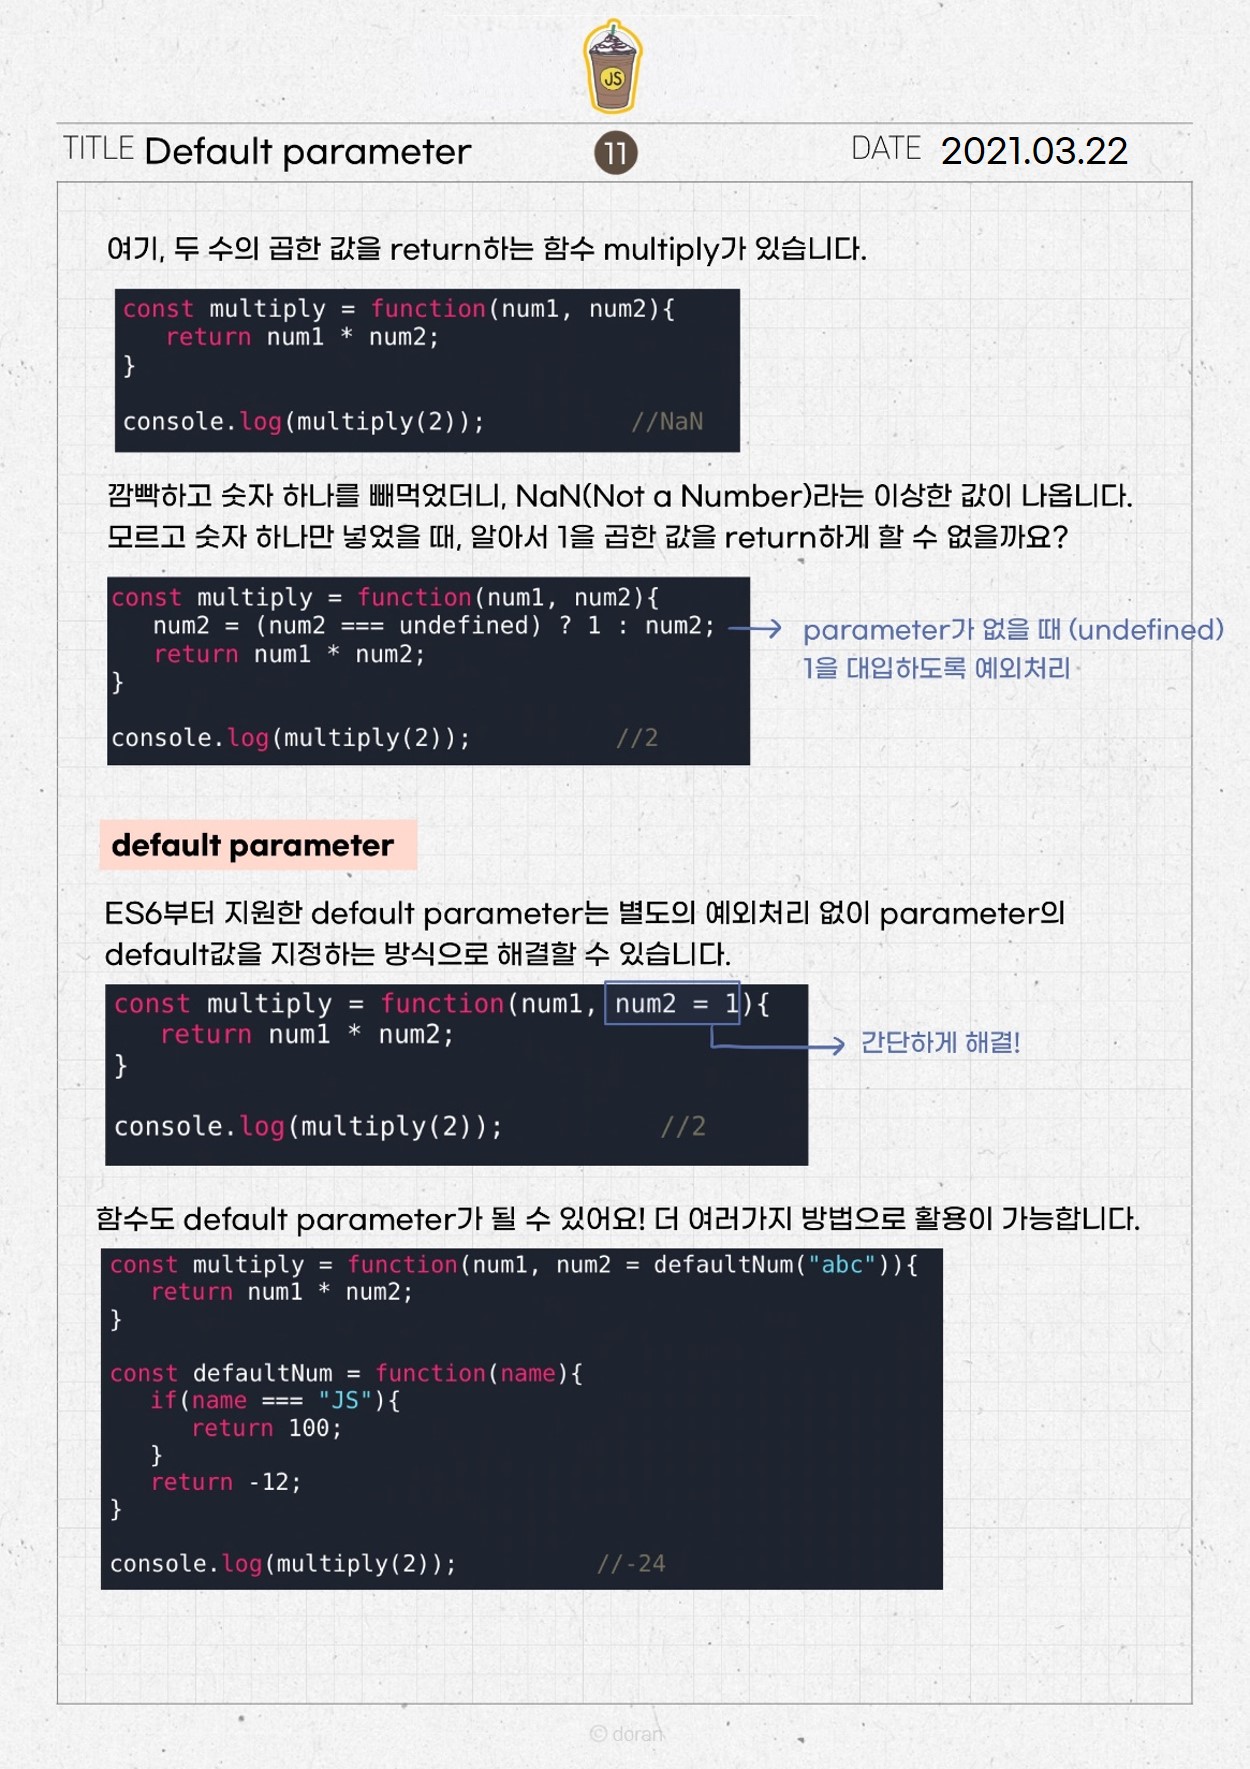 JS
TITLE Default parameter 11 DATE 2021.03.22
여기, 두 수의 곱한 값을 return하는 함수 multiply가 있습니다.
const multiply = function(num1, num2){
return num1 * num2;
}
console.log(multiply(2)); //NaN
깜빡하고 숫자 하나를 빼먹었더니, NaN(Not a Number)라는 이상한 값이 나옵니다.
모르고 숫자 하나만 넣었을 때, 알아서 1을 곱한 값을 return하게 할 수 없을까요?
const multiply = function(num1, num2){
num2 = (num2 === undefined) ? 1 : num2;
return num1 * num2;
}
console.log(multiply(2)); //2
parameter가 없을 때 (undefined)
1을 대입하도록 예외처리
default parameter
ES6부터 지원한 default parameter는 별도의 예외처리 없이 parameter의
default값을 지정하는 방식으로 해결할 수 있습니다.
const multiply = function(num1, num2 = 1){
return num1 * num2;
}
console.log(multiply(2)); //2
간단하게 해결!
함수도 default parameter가 될 수 있어요! 더 여러가지 방법으로 활용이 가능합니다.
const multiply = function(num1, num2 = defaultNum("abc")){
return num1 * num2;
}
const defaultNum = function(name){
if(name === "JS"){
return 100;
}
return -12;
}
console.log(multiply(2)); //-24
© doran